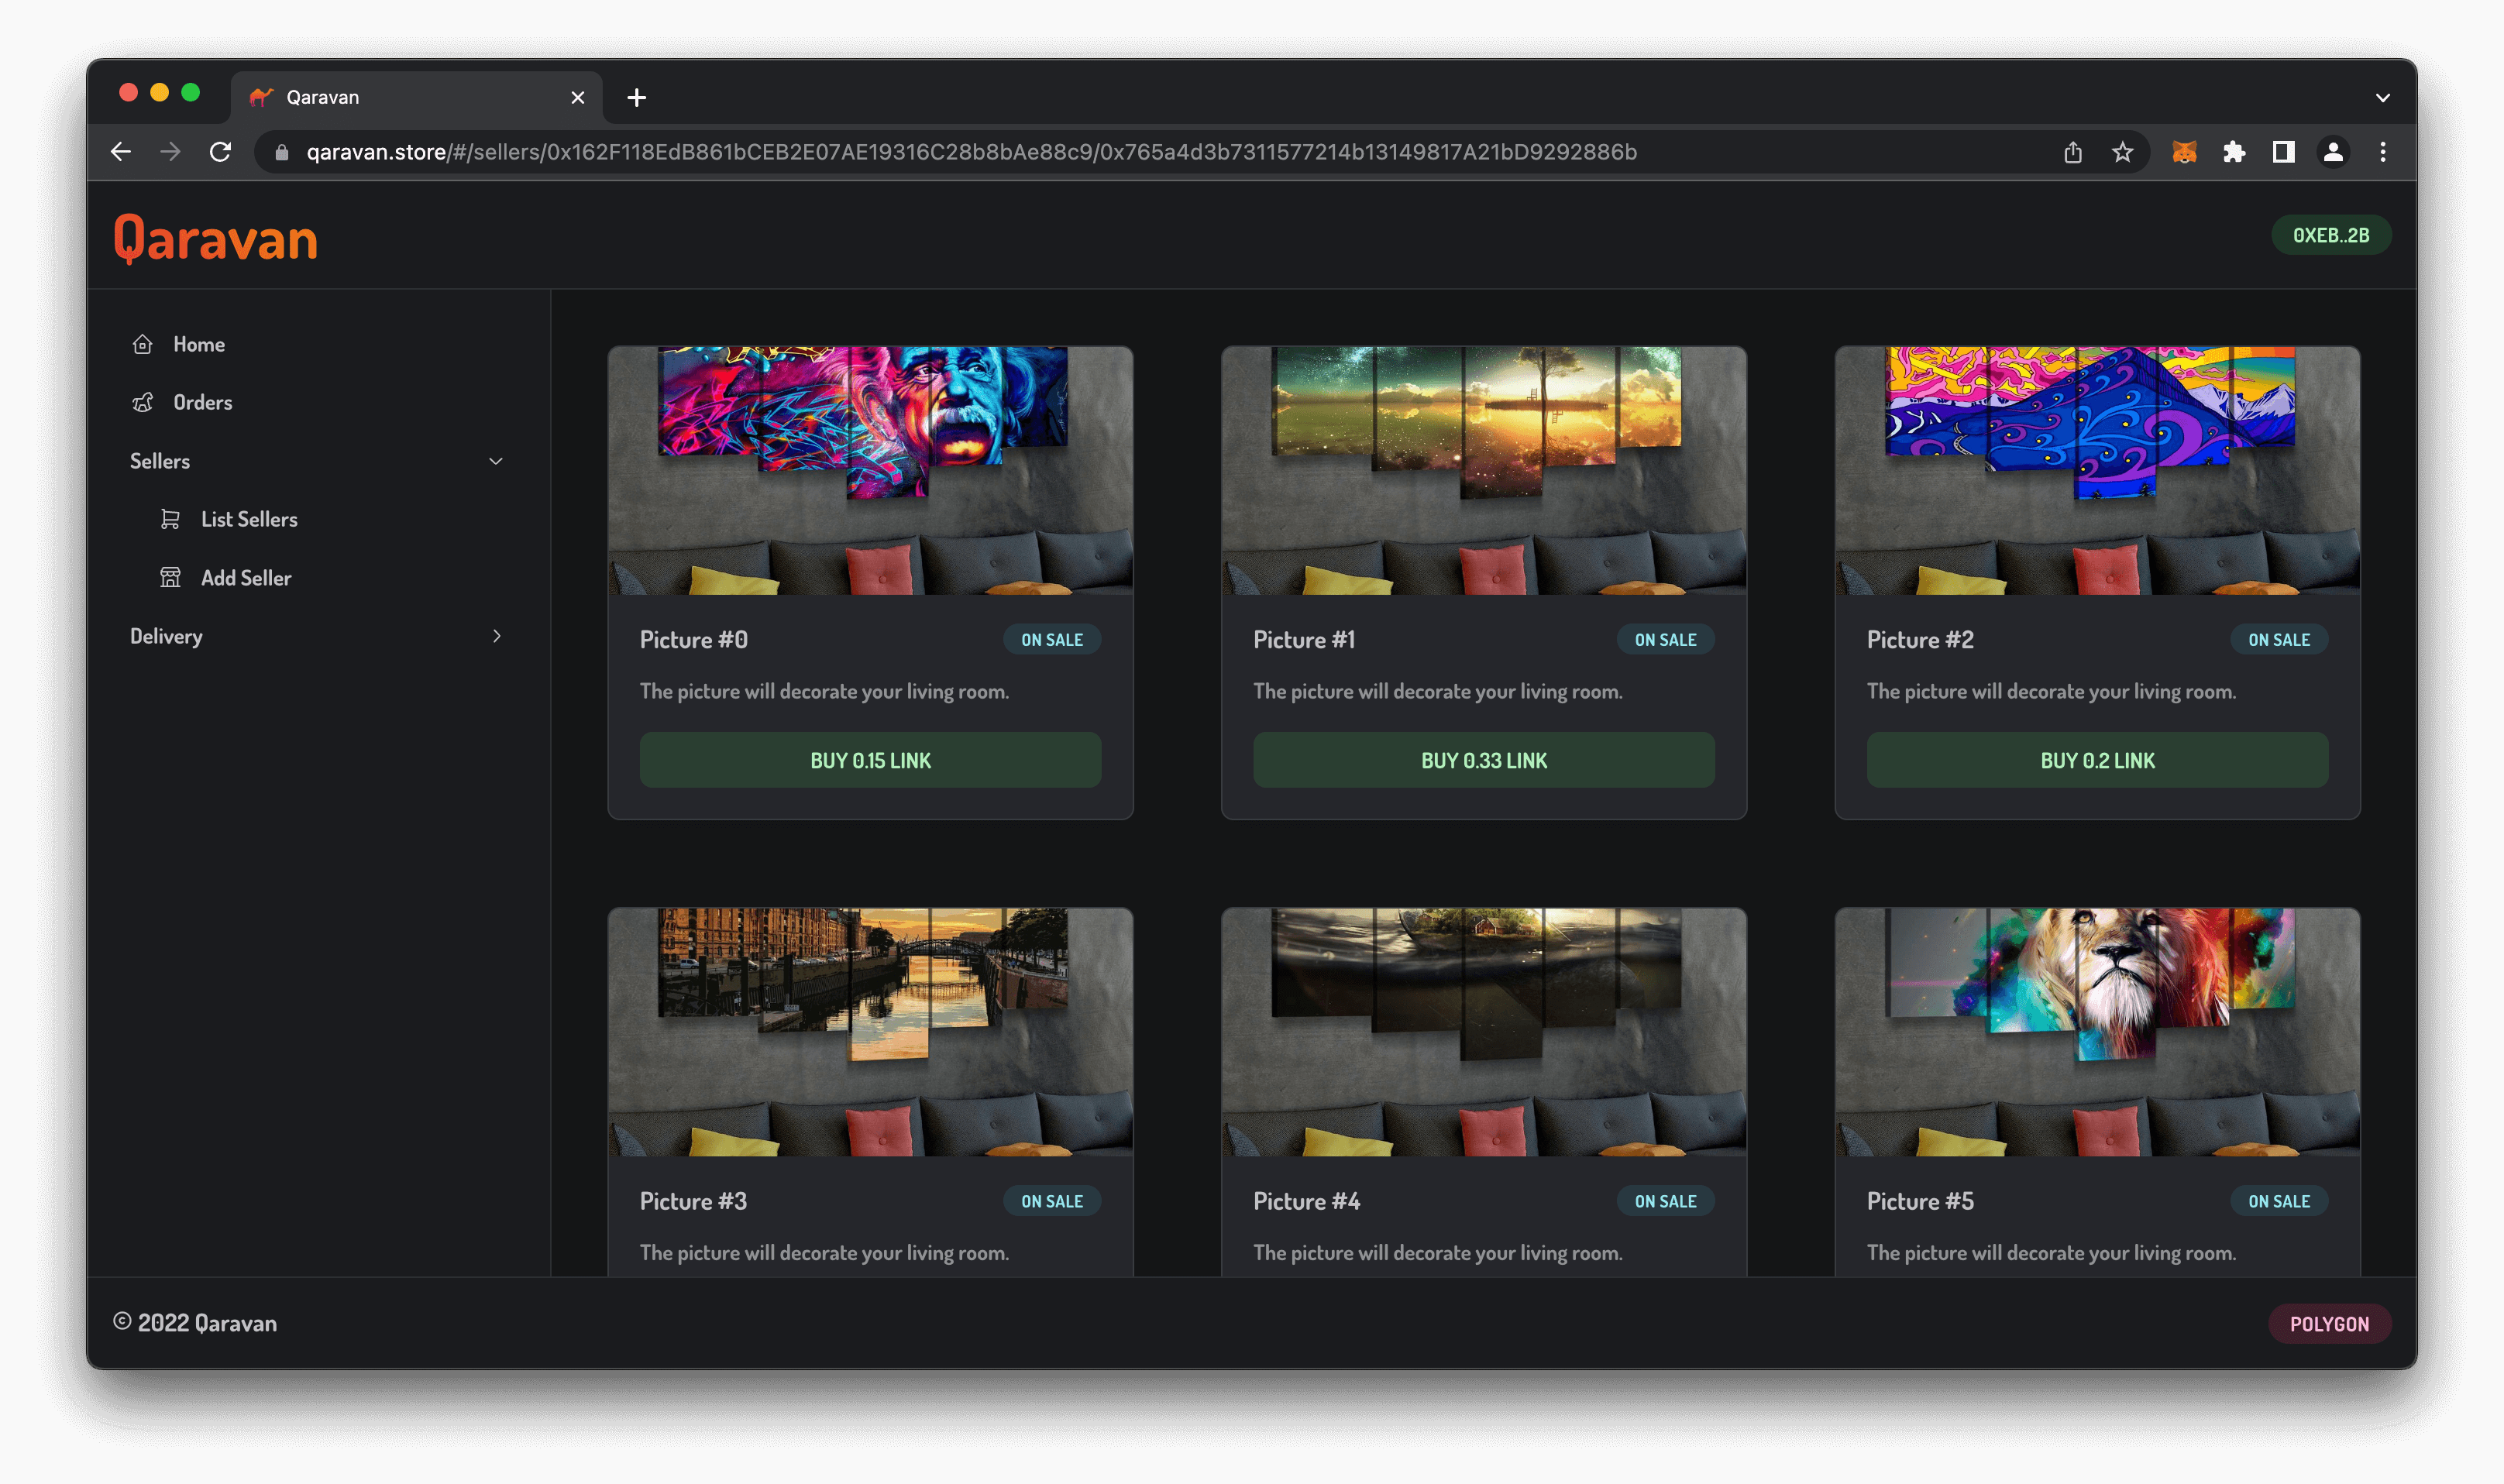 Qaravan
qaravan.store/#/sellers/0x162F118EdB861bCEB2E07AE19316C28b8bAe88c9/0x765a4d3b7311577214b13149817A21bD9292886b
Qaravan
0XEB..2B
Home
Orders
Sellers
List Sellers
Add Seller
Delivery
Picture #0
ON SALE
The picture will decorate your living room.
BUY 0.15 LINK
Picture #1
ON SALE
The picture will decorate your living room.
BUY 0.33 LINK
Picture #2
ON SALE
The picture will decorate your living room.
BUY 0.2 LINK
Picture #3
ON SALE
The picture will decorate your living room.
Picture #4
ON SALE
The picture will decorate your living room.
Picture #5
ON SALE
The picture will decorate your living room.
© 2022 Qaravan
POLYGON